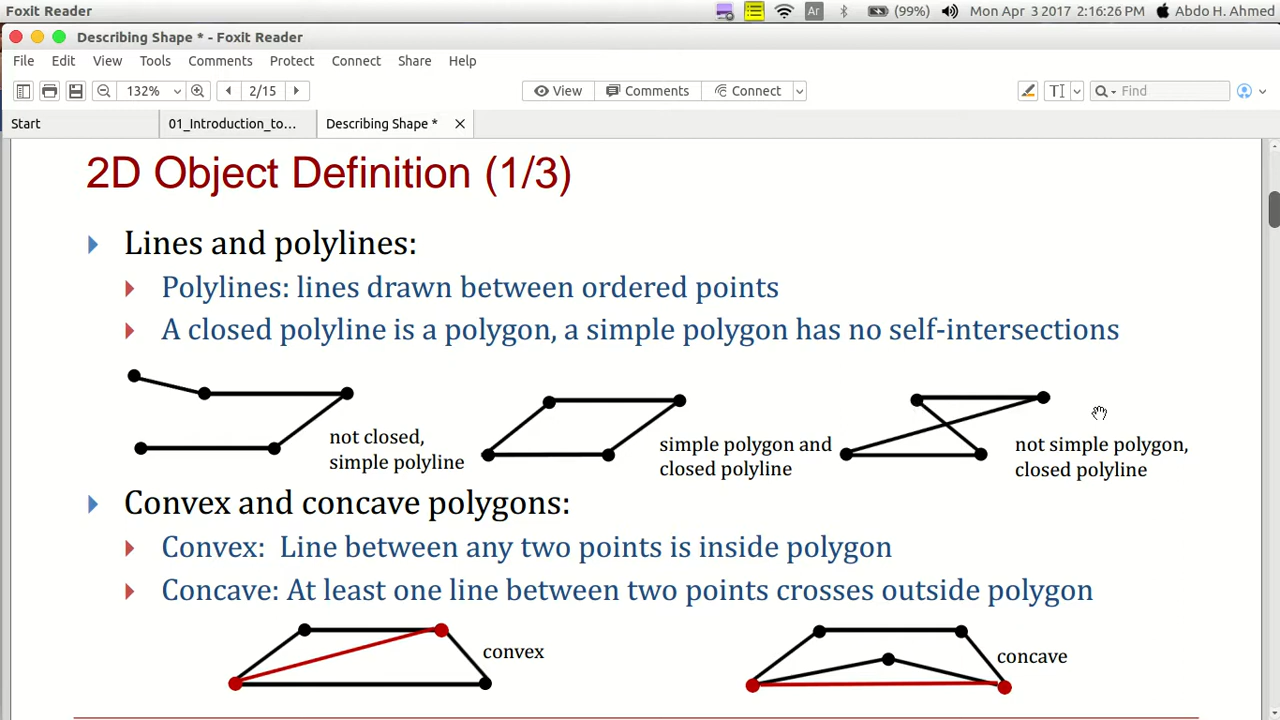 Foxit Reader
Ar
(99%)
Mon Apr 3 2017 2:16:26 PM
Abdo H. Ahmed
Describing Shape * - Foxit Reader
File Edit View Tools Comments Protect Connect Share Help
132%
2/15
View
Comments
Connect
Find
Start
01_Introduction_to...
Describing Shape *
2D Object Definition (1/3)
Lines and polylines:
Polylines: lines drawn between ordered points
A closed polyline is a polygon, a simple polygon has no self-intersections
not closed,
simple polyline
simple polygon and
closed polyline
not simple polygon,
closed polyline
Convex and concave polygons:
Convex: Line between any two points is inside polygon
Concave: At least one line between two points crosses outside polygon
convex
concave